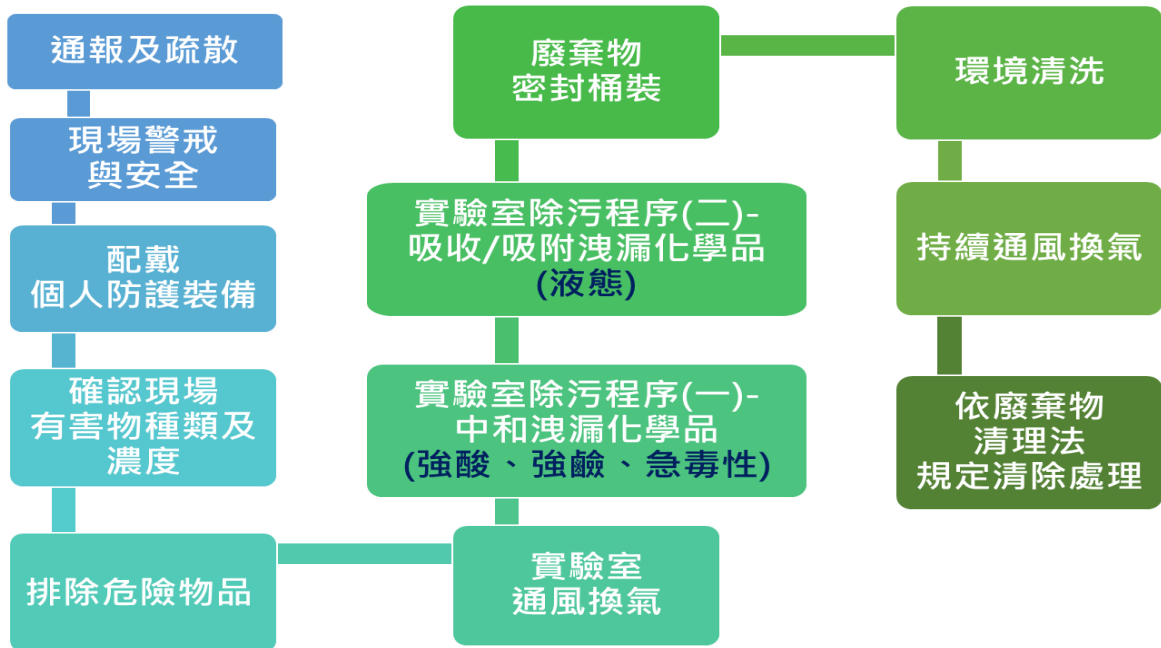 通報及疏散
現場警戒
與安全
配戴
個人防護裝備
確認現場
有害物種類及
濃度
排除危險物品
實驗室
通風換氣
實驗室除污程序(一)-
中和洩漏化學品
(強酸、強鹼、急毒性)
實驗室除污程序(二)-
吸收/吸附洩漏化學品
(液態)
廢棄物
密封桶裝
環境清洗
持續通風換氣
依廢棄物
清理法
規定清除處理